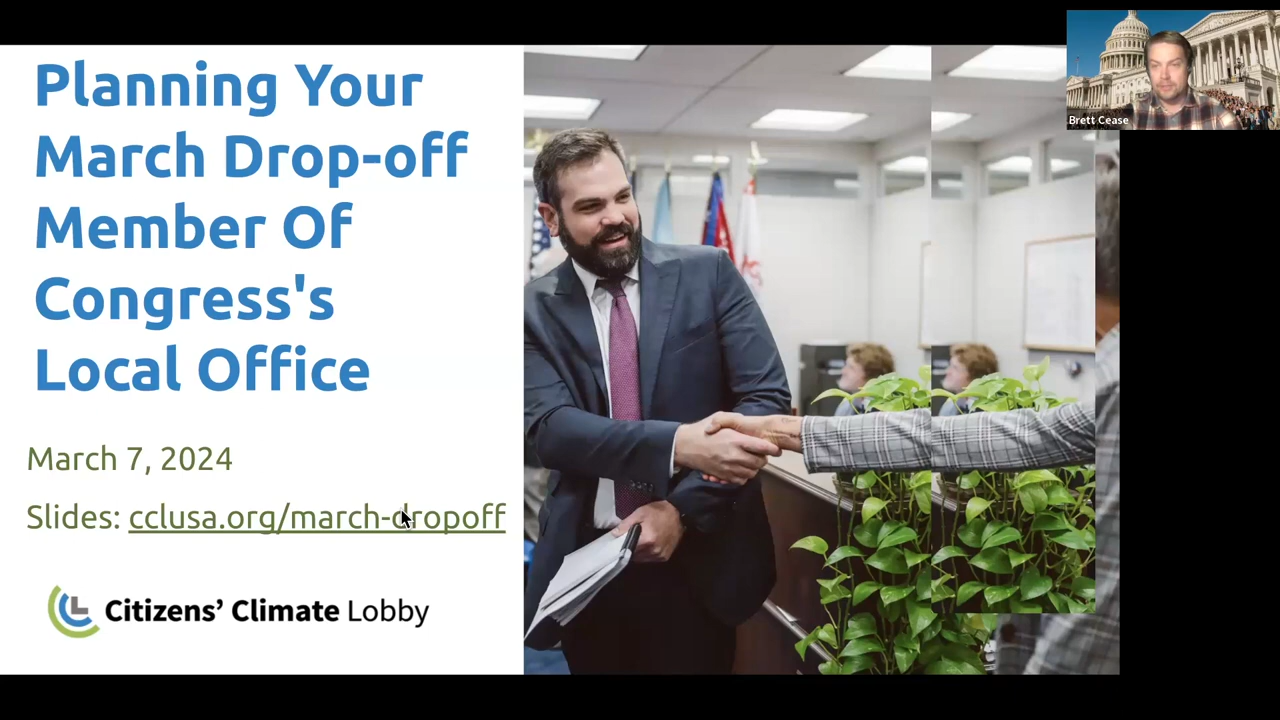 Planning Your
March Drop-off
Member Of
Congress's
Local Office
March 7, 2024
Slides: cclusa.org/march-dropoff
Citizens' Climate Lobby
Brett Cease